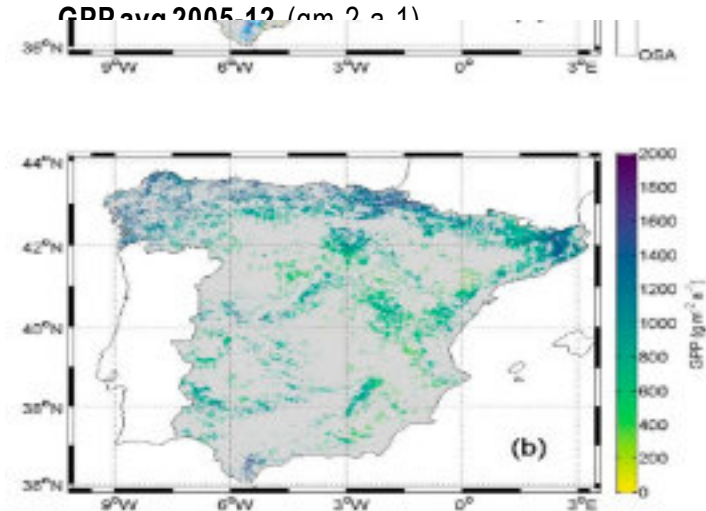 GPP avg 2005-12 (gm-2 a-1)
36°N
OSA
9°W 6°W 3°W 0° 3°E
44°N
42°N
40°N
38°N
36°N
9°W 6°W 3°W 0° 3°E
(b)
2000
1800
1600
1400
1200
1000
800
600
400
200
0
GPP [g m⁻² a⁻¹]